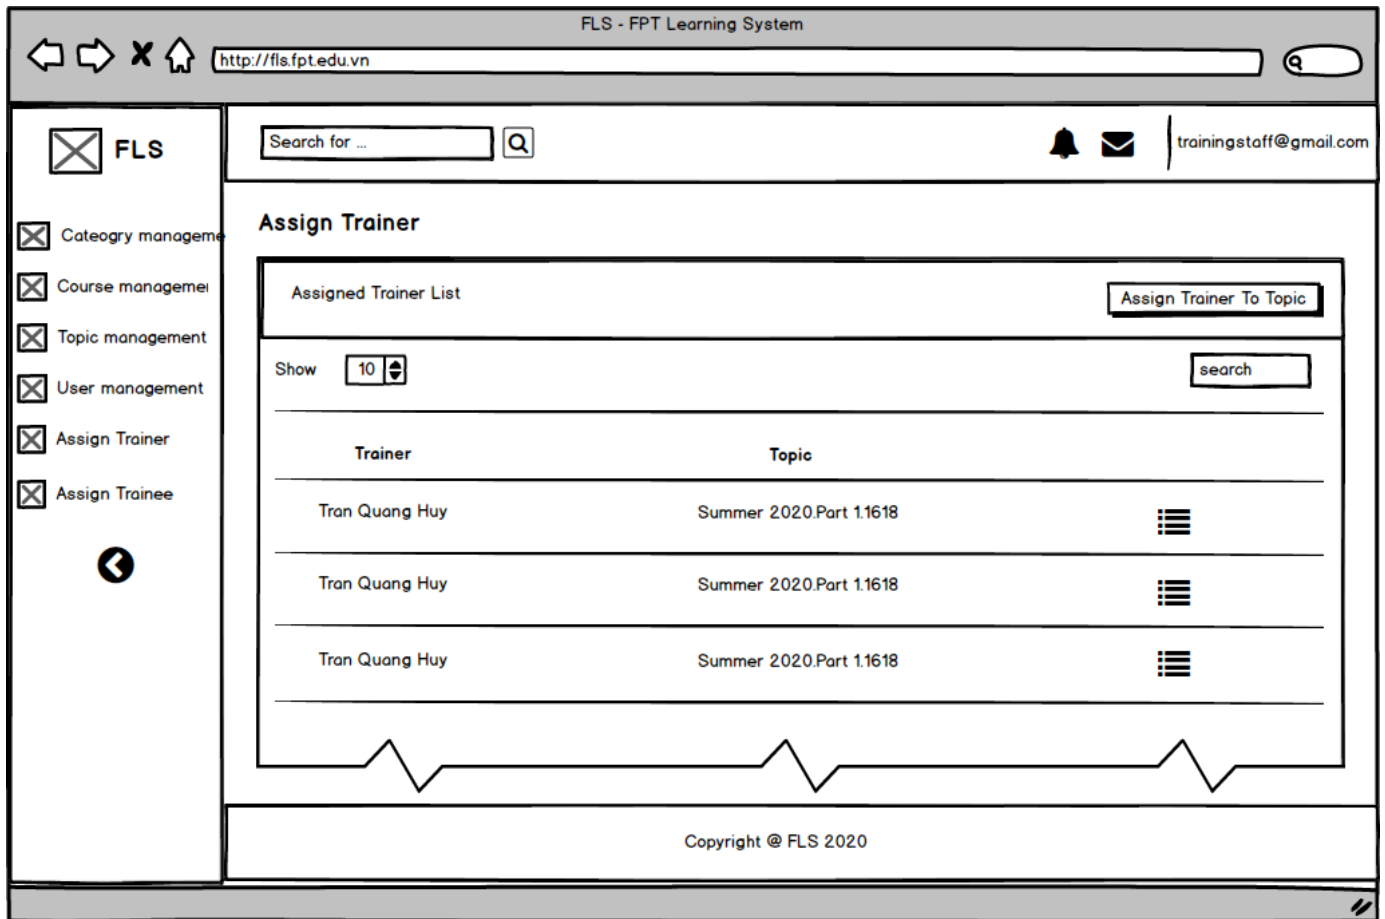 FLS - FPT Learning System
http://fls.fpt.edu.vn
FLS
Search for ...
trainingstaff@gmail.com
Cateogry manageme
Course managemer
Topic management
User management
Assign Trainer
Assign Trainee
Assign Trainer
Assigned Trainer List
Assign Trainer To Topic
Show 10
search
Trainer Topic
Tran Quang Huy Summer 2020.Part 1.1618
Tran Quang Huy Summer 2020.Part 1.1618
Tran Quang Huy Summer 2020.Part 1.1618
Copyright @ FLS 2020